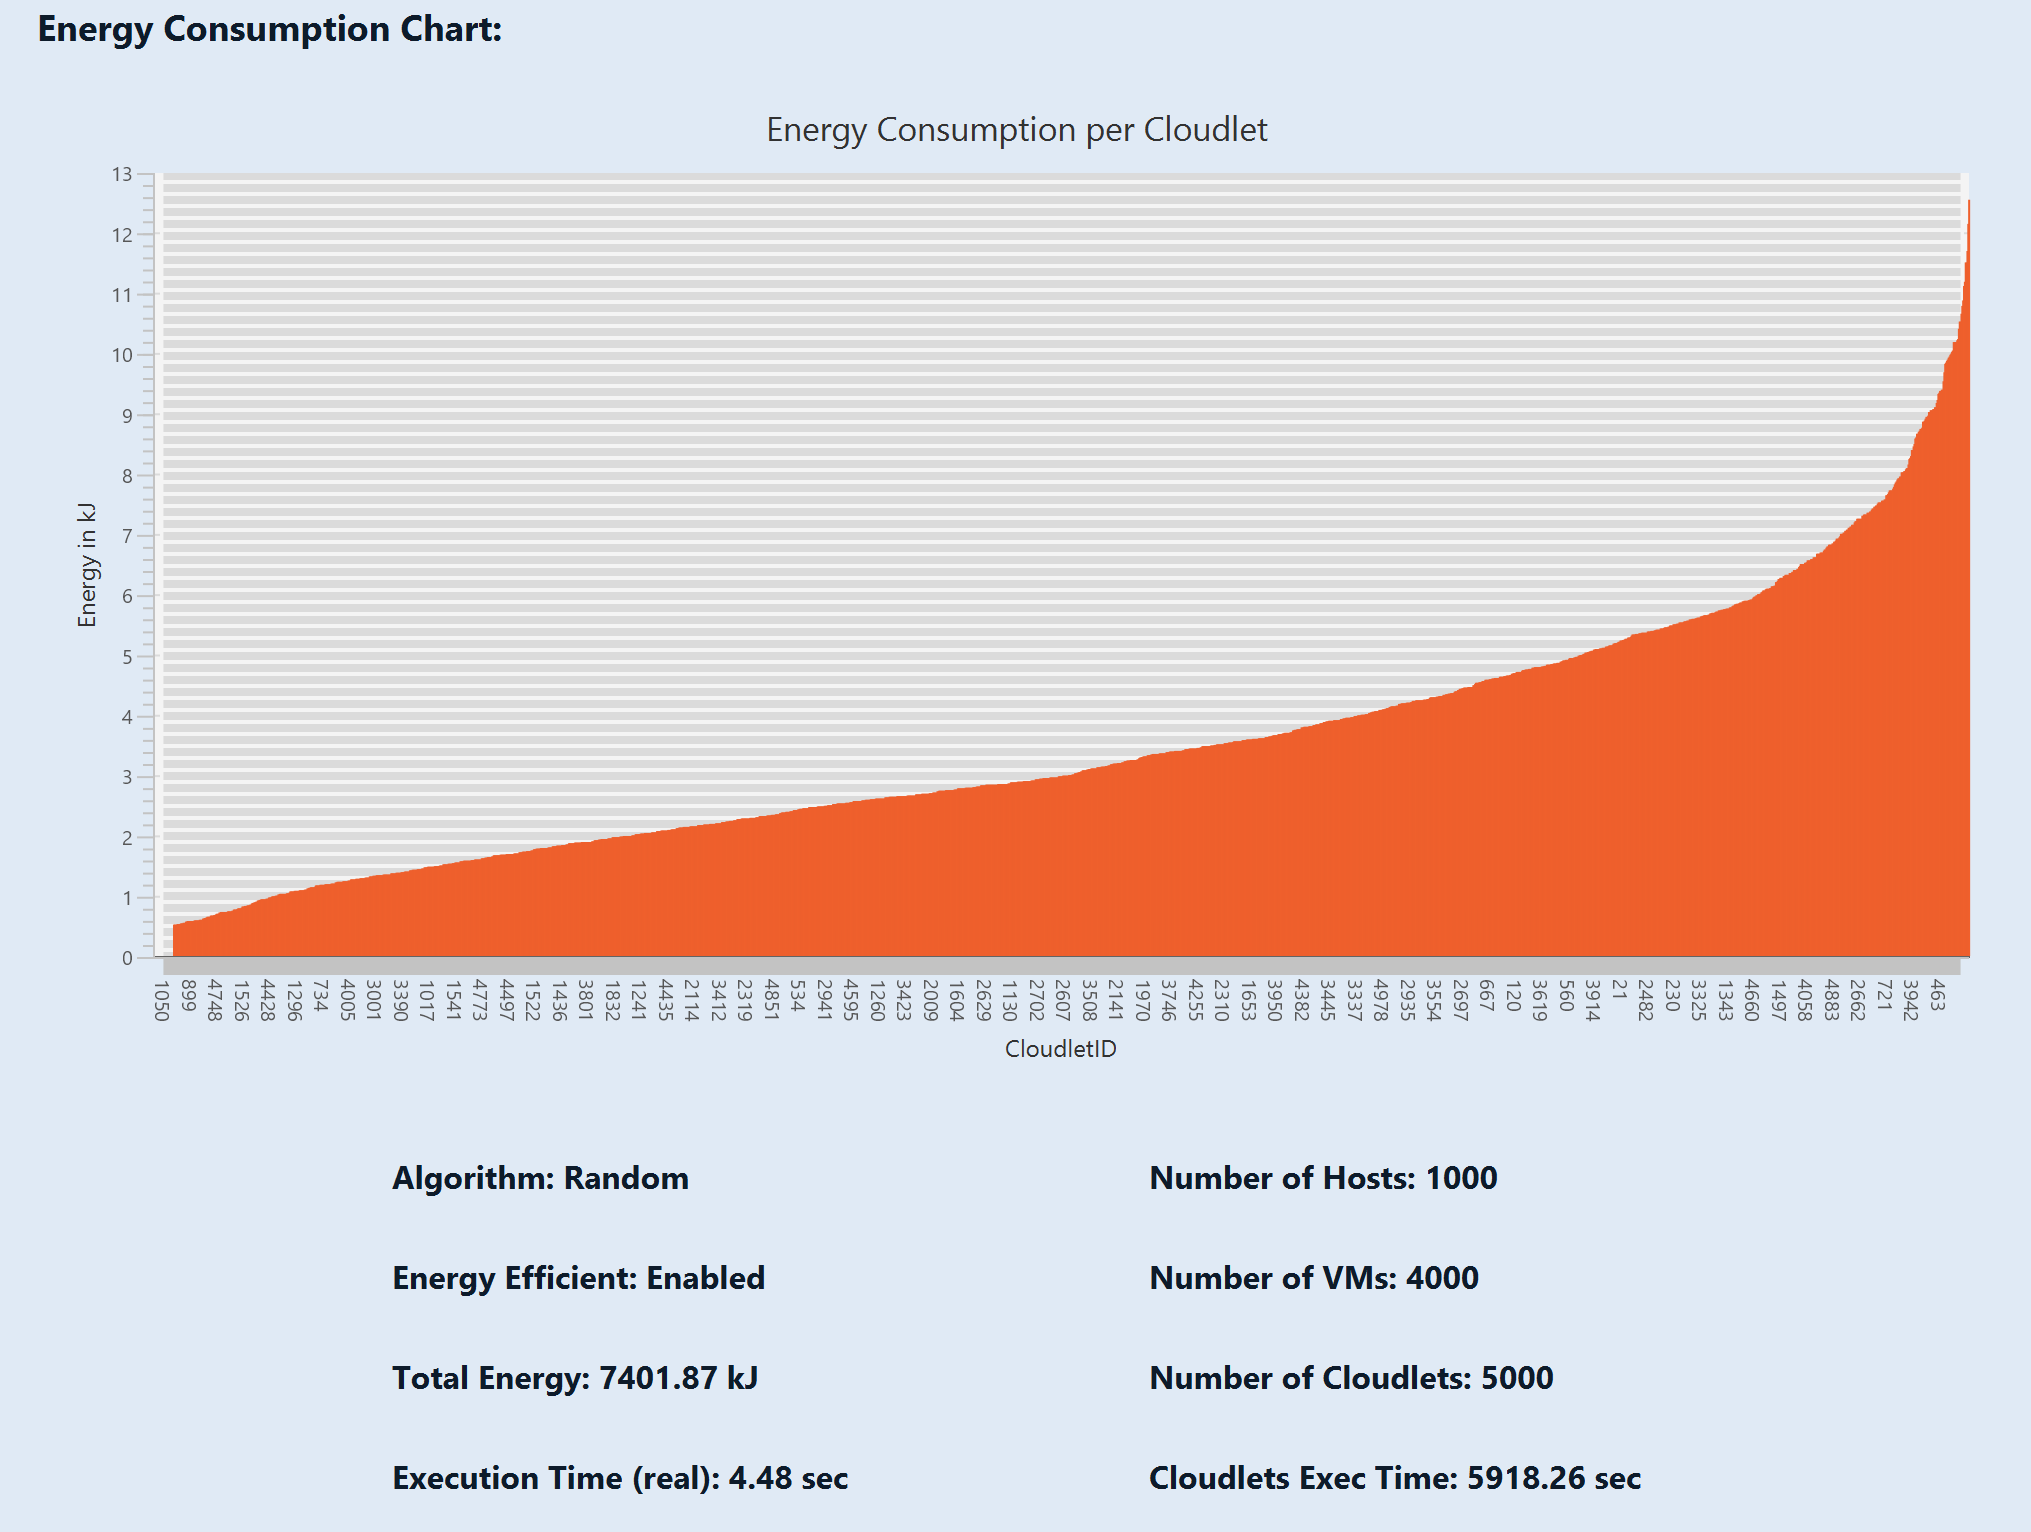 Energy Consumption Chart:
Energy Consumption per Cloudlet
13
12
11
10
9
8
7
6
5
4
3
2
1
0
Energy in kJ
1050 899 4748 1526 4428 1296 734 4005 3001 3390 1017 1541 4773 4497 1522 1436 3801 1832 1241 4435 2114 3412 2319 4851 534 2941 4595 1260 3423 2009 1604 2629 1130 2702 2607 3508 2141 1970 3746 4255 2310 1653 3950 4382 3445 3337 4978 2935 3554 2697 667 120 3619 560 3914 21 2482 230 3325 1343 4660 1497 4058 4883 2662 721 3942 463
CloudletID
Algorithm: Random
Number of Hosts: 1000
Energy Efficient: Enabled
Number of VMs: 4000
Total Energy: 7401.87 kJ
Number of Cloudlets: 5000
Execution Time (real): 4.48 sec
Cloudlets Exec Time: 5918.26 sec